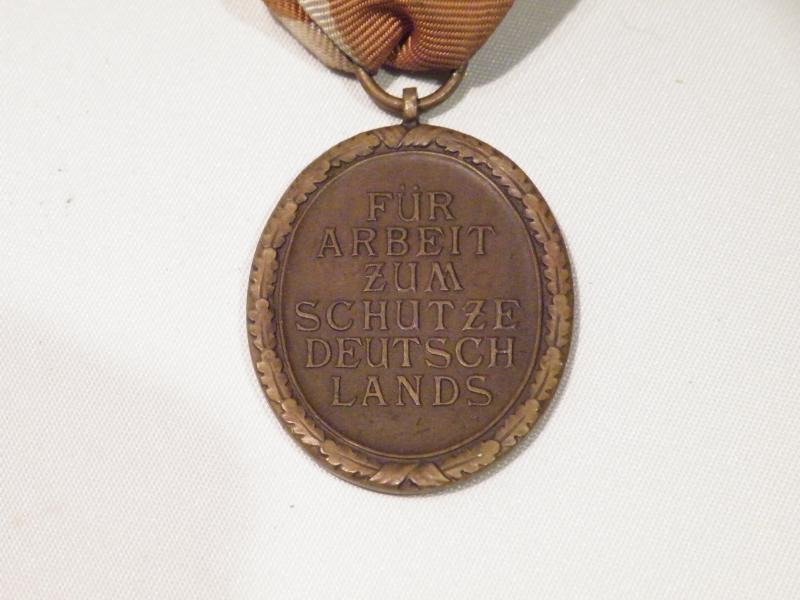 FÜR
ARBEIT
ZUM
SCHUTZE
DEUTSCH
LANDS